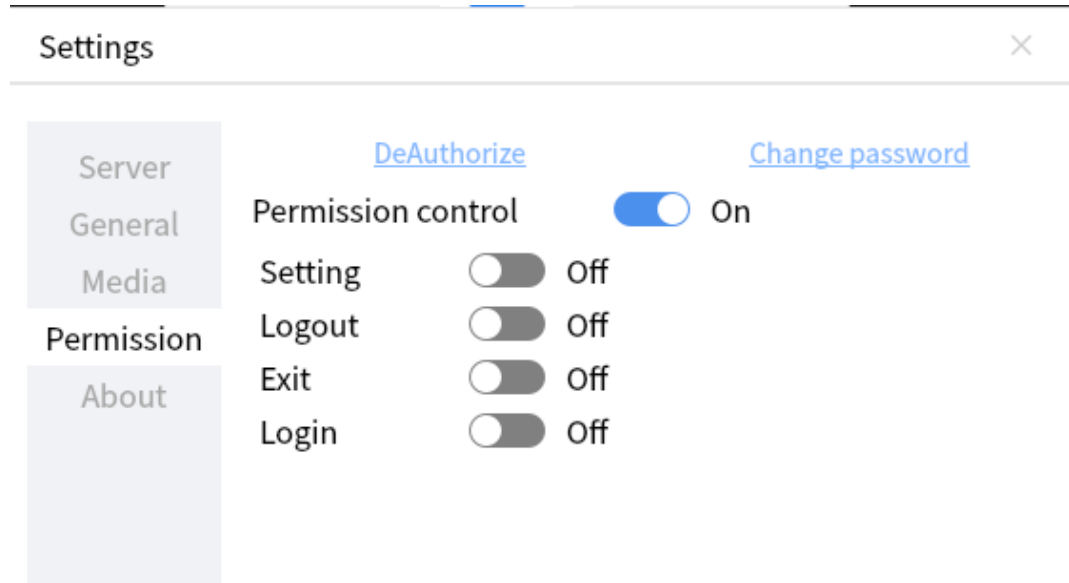 Settings
Server
General
Media
Permission
About
DeAuthorize Change password
Permission control On
Setting Off
Logout Off
Exit Off
Login Off